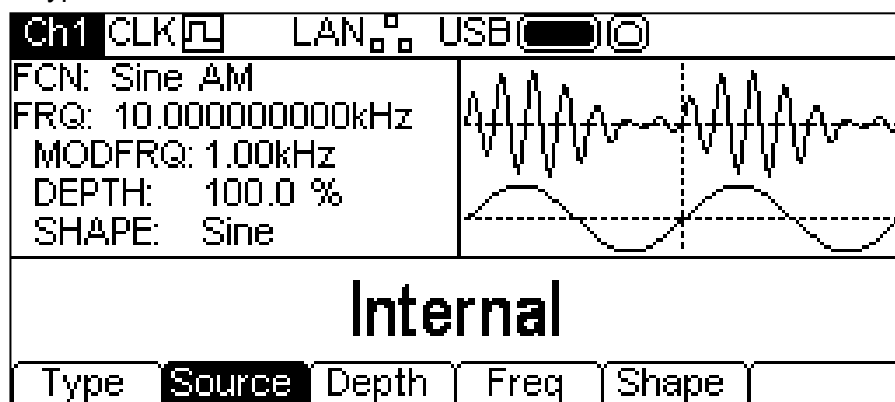 Ch1 CLK LAN USB
FCN: Sine AM
FRQ: 10.000000000kHz
MODFRQ: 1.00kHz
DEPTH: 100.0 %
SHAPE: Sine
Internal
Type Source Depth Freq Shape